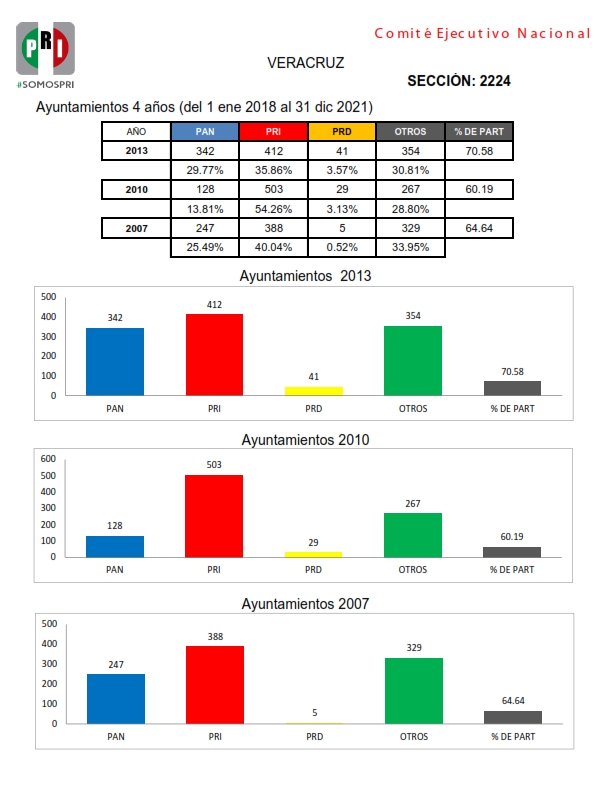 Comité Ejecutivo Nacional
PRI
#SOMOSPRI
VERACRUZ
SECCIÓN: 2224
Ayuntamientos 4 años (del 1 ene 2018 al 31 dic 2021)
AÑO PAN PRI PRD OTROS % DE PART
2013 342 412 41 354 70.58
29.77% 35.86% 3.57% 30.81%
2010 128 503 29 267 60.19
13.81% 54.26% 3.13% 28.80%
2007 247 388 5 329 64.64
25.49% 40.04% 0.52% 33.95%
Ayuntamientos 2013
500
400
300
200
100
0
342 412 41 354 70.58
PAN PRI PRD OTROS % DE PART
Ayuntamientos 2010
600
500
400
300
200
100
0
128 503 29 267 60.19
PAN PRI PRD OTROS % DE PART
Ayuntamientos 2007
500
400
300
200
100
0
247 388 5 329 64.64
PAN PRI PRD OTROS % DE PART